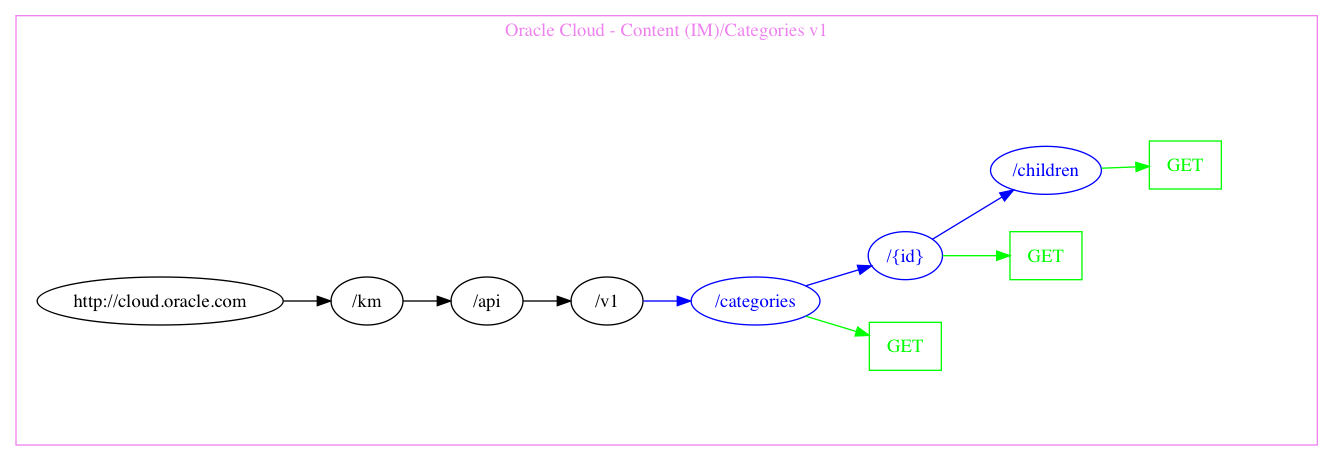 Oracle Cloud - Content (IM)/Categories v1
http://cloud.oracle.com
/km
/api
/v1
/categories
/{id}
/children
GET
GET
GET